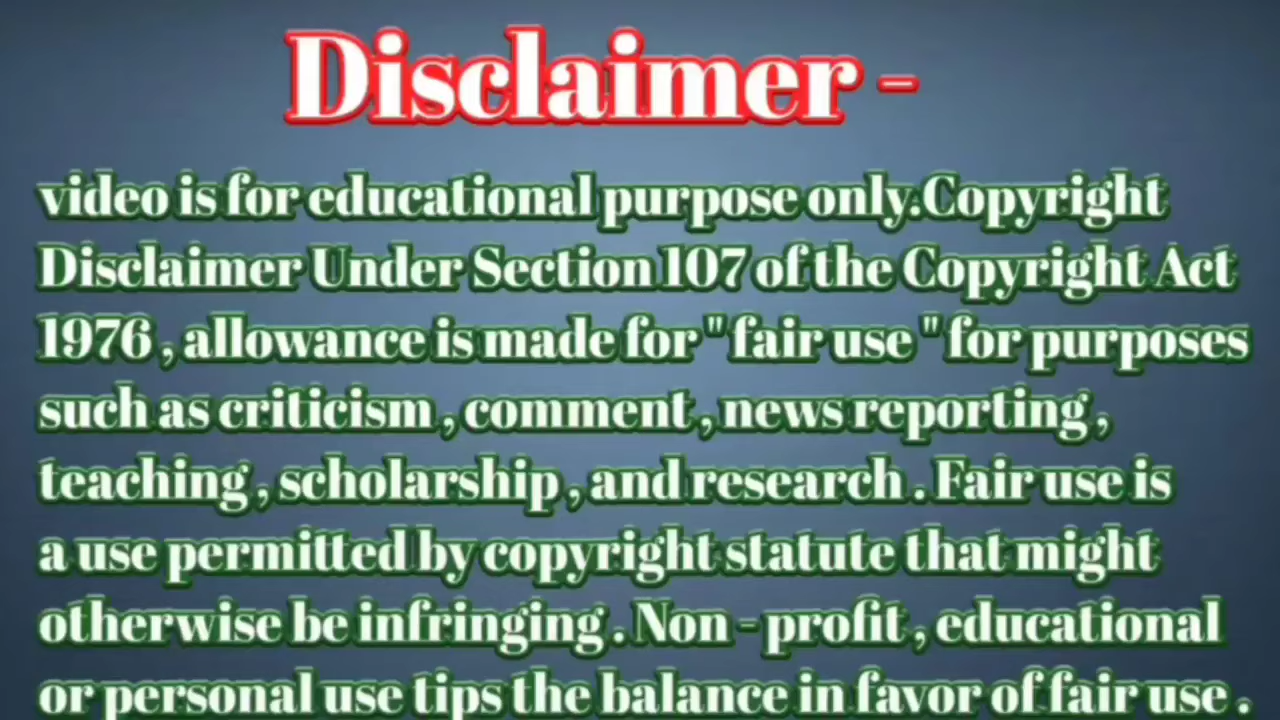 Disclaimer -
video is for educational purpose only.Copyright
Disclaimer Under Section 107 of the Copyright Act
1976 , allowance is made for " fair use " for purposes
such as criticism , comment , news reporting ,
teaching , scholarship , and research . Fair use is
a use permitted by copyright statute that might
otherwise be infringing . Non - profit , educational
or personal use tips the balance in favor of fair use .